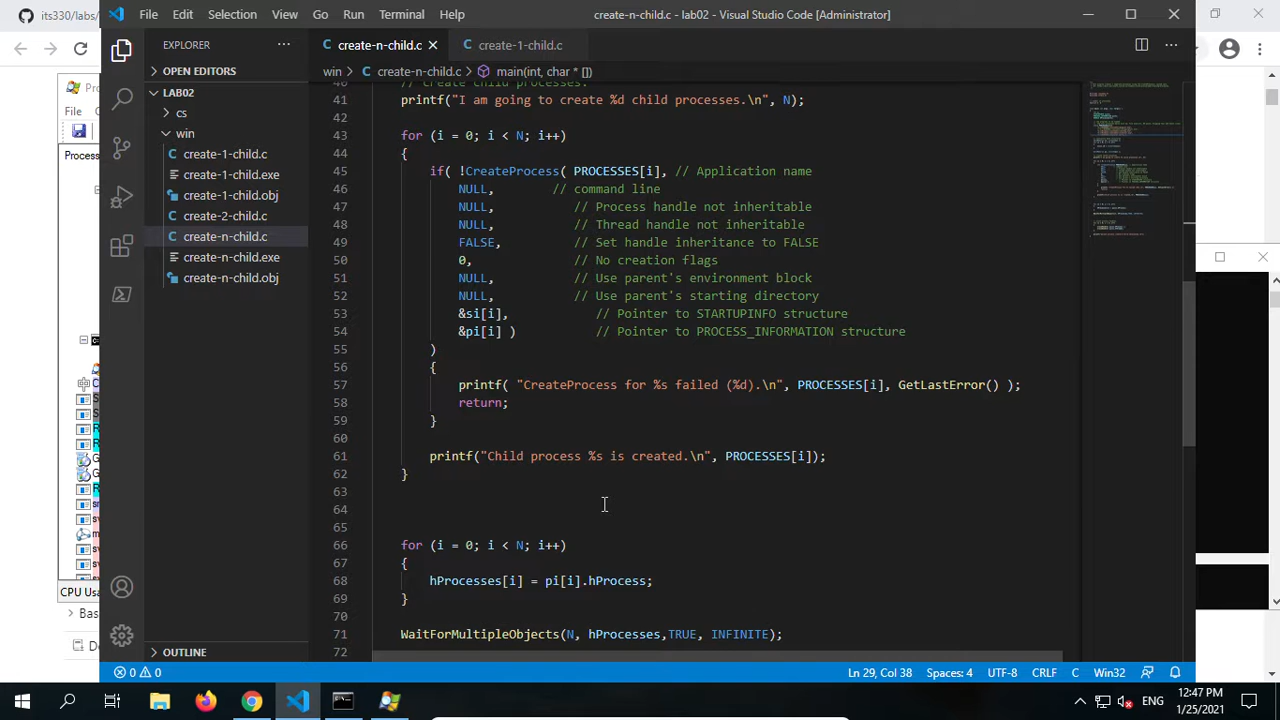 its330/labs/
File Edit Selection View Go Run Terminal Help
create-n-child.c - lab02 - Visual Studio Code [Administrator]
EXPLORER
create-n-child.c
create-1-child.c
OPEN EDITORS
win
create-n-child.c
main(int, char * [])
LAB02
cs
win
create-1-child.c
create-1-child.exe
create-1-child.obj
create-2-child.c
create-n-child.c
create-n-child.exe
create-n-child.obj
OUTLINE
File
CPU Usa
Bas
40 // Create child processes.
41 printf("I am going to create %d child processes.\n", N);
42
43 for (i = 0; i < N; i++)
44 {
45 if( !CreateProcess( PROCESSES[i], // Application name
46 NULL, // command line
47 NULL, // Process handle not inheritable
48 NULL, // Thread handle not inheritable
49 FALSE, // Set handle inheritance to FALSE
50 0, // No creation flags
51 NULL, // Use parent's environment block
52 NULL, // Use parent's starting directory
53 &si[i], // Pointer to STARTUPINFO structure
54 &pi[i] ) // Pointer to PROCESS_INFORMATION structure
55 )
56 {
57 printf( "CreateProcess for %s failed (%d).\n", PROCESSES[i], GetLastError() );
58 return;
59 }
60
61 printf("Child process %s is created.\n", PROCESSES[i]);
62 }
63
64
65
66 for (i = 0; i < N; i++)
67 {
68 hProcesses[i] = pi[i].hProcess;
69 }
70
71 WaitForMultipleObjects(N, hProcesses,TRUE, INFINITE);
72
0 0
Ln 29, Col 38 Spaces: 4 UTF-8 CRLF C Win32
ENG
12:47 PM
1/25/2021